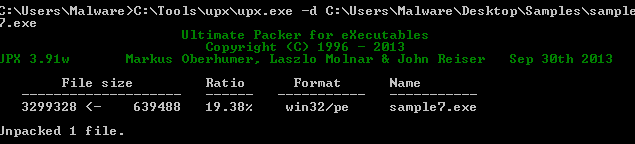 C:\Users\Malware>C:\Tools\upx\upx.exe -d C:\Users\Malware\Desktop\Samples\sample
7.exe
Ultimate Packer for eXecutables
Copyright (C) 1996 - 2013
UPX 3.91w Markus Oberhumer, Laszlo Molnar & John Reiser Sep 30th 2013
File size Ratio Format Name
-------------------- ------ ----------- -----------
3299328 <- 639488 19.38% win32/pe sample7.exe
Unpacked 1 file.